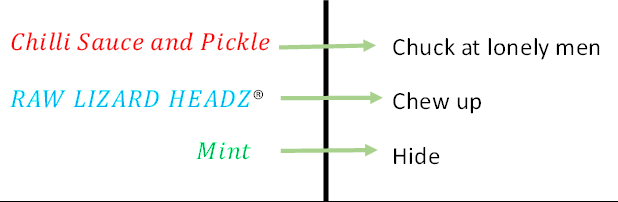 Chilli Sauce and Pickle Chuck at lonely men
RAW LIZARD HEADZ® Chew up
Mint Hide